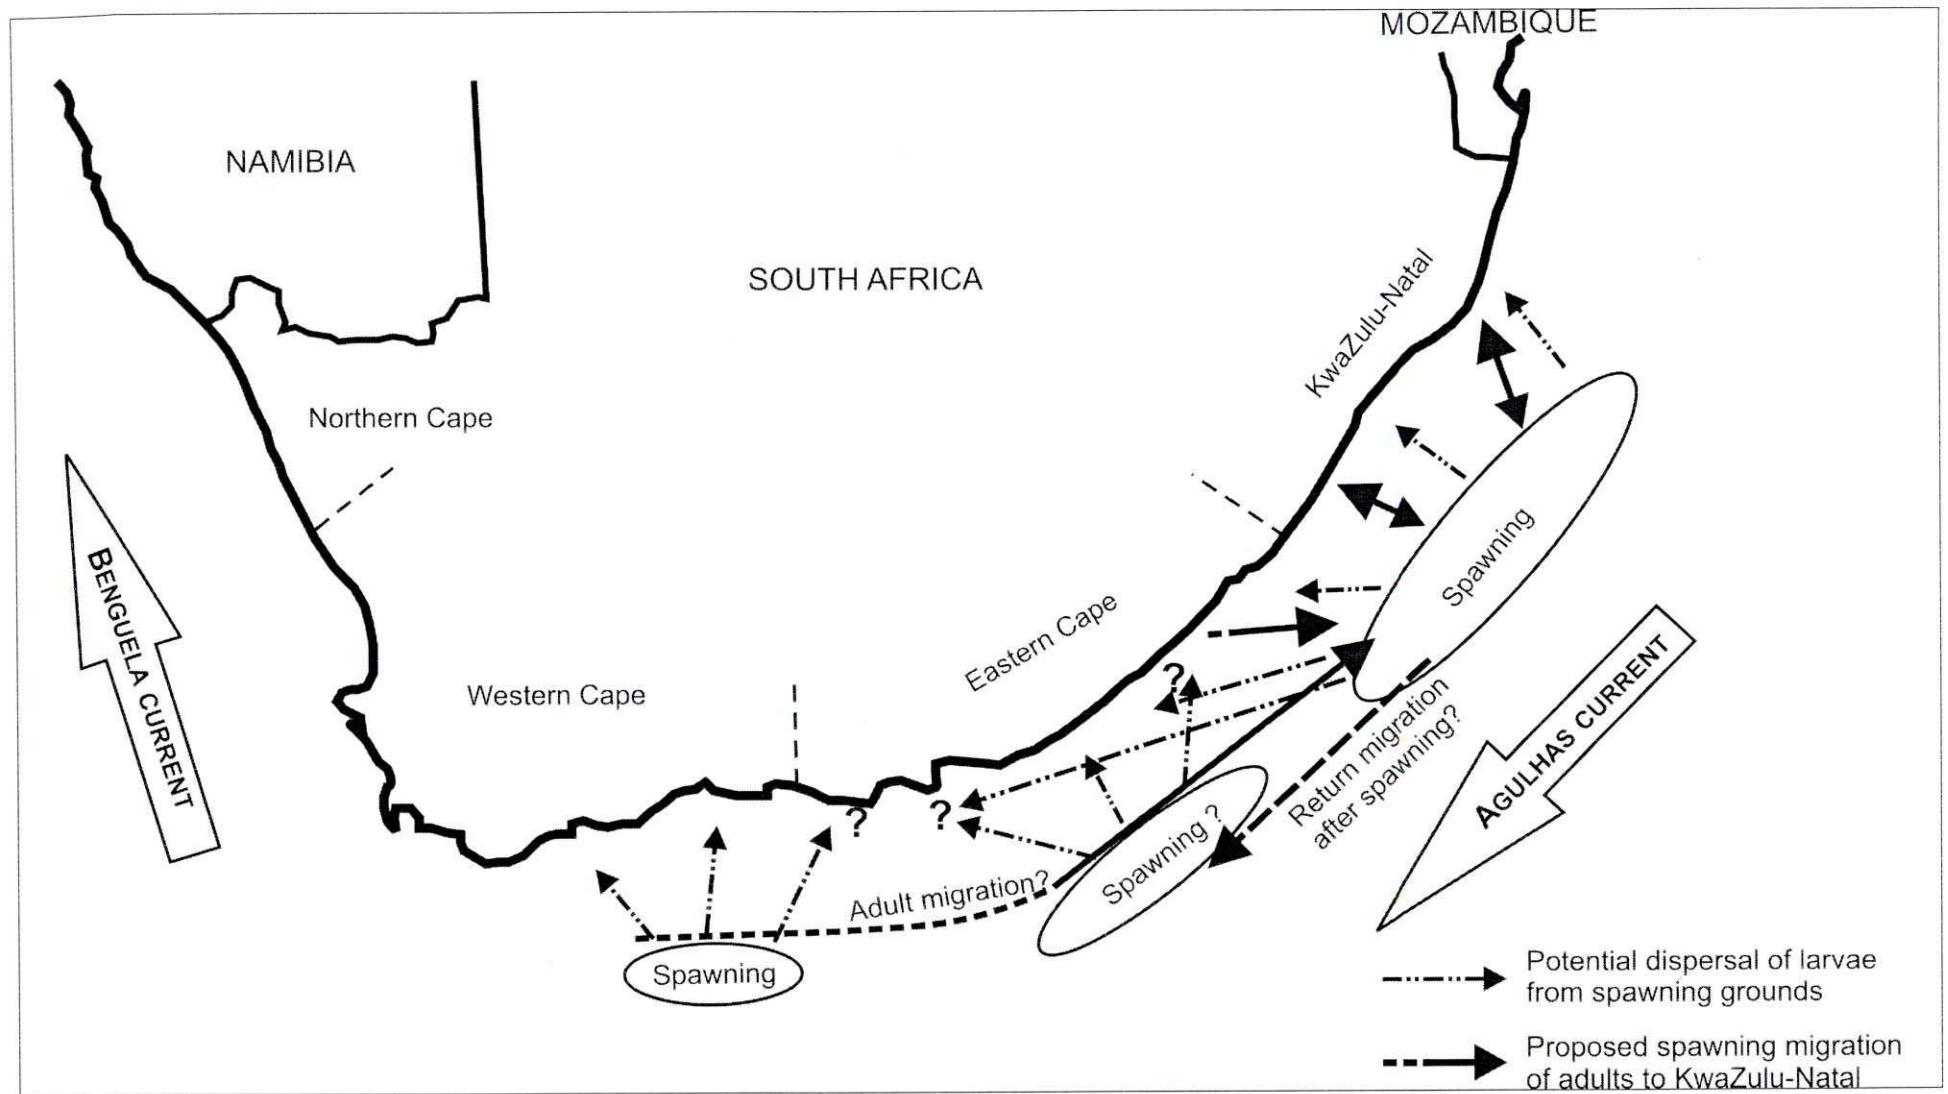 MOZAMBIQUE
NAMIBIA
SOUTH AFRICA
KwaZulu-Natal
Northern Cape
BENGUELA CURRENT
Spawning
Eastern Cape
Western Cape
?
AGULHAS CURRENT
Return migration
after spawning?
?
?
Spawning ?
Adult migration?
Spawning
Potential dispersal of larvae
from spawning grounds
Proposed spawning migration
of adults to KwaZulu-Natal